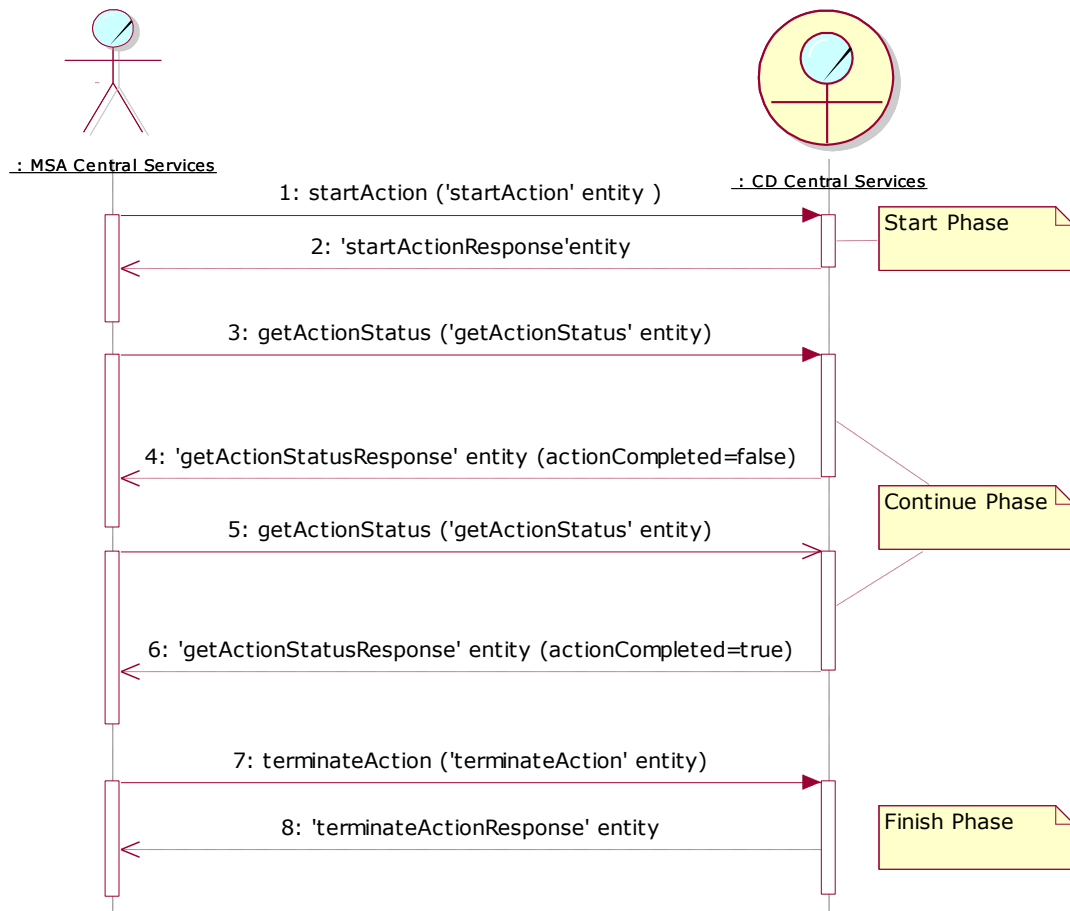 : MSA Central Services
: CD Central Services
1: startAction ('startAction' entity )
Start Phase
2: 'startActionResponse'entity
3: getActionStatus ('getActionStatus' entity)
4: 'getActionStatusResponse' entity (actionCompleted=false)
Continue Phase
5: getActionStatus ('getActionStatus' entity)
6: 'getActionStatusResponse' entity (actionCompleted=true)
7: terminateAction ('terminateAction' entity)
Finish Phase
8: 'terminateActionResponse' entity